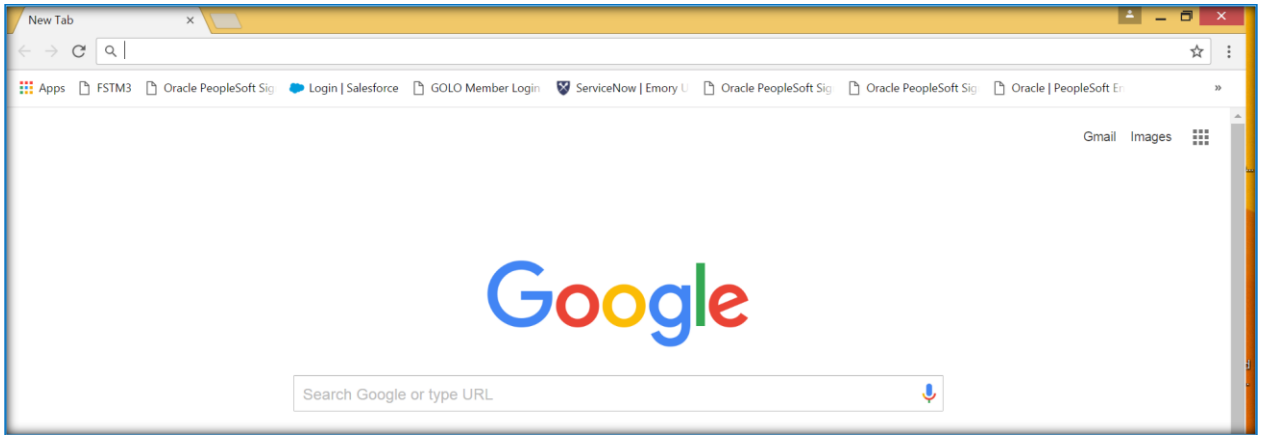 New Tab
Apps FSTM3 Oracle PeopleSoft Sig Login | Salesforce GOLO Member Login ServiceNow | Emory U Oracle PeopleSoft Sig Oracle PeopleSoft Sig Oracle | PeopleSoft En
Gmail Images
Google
Search Google or type URL